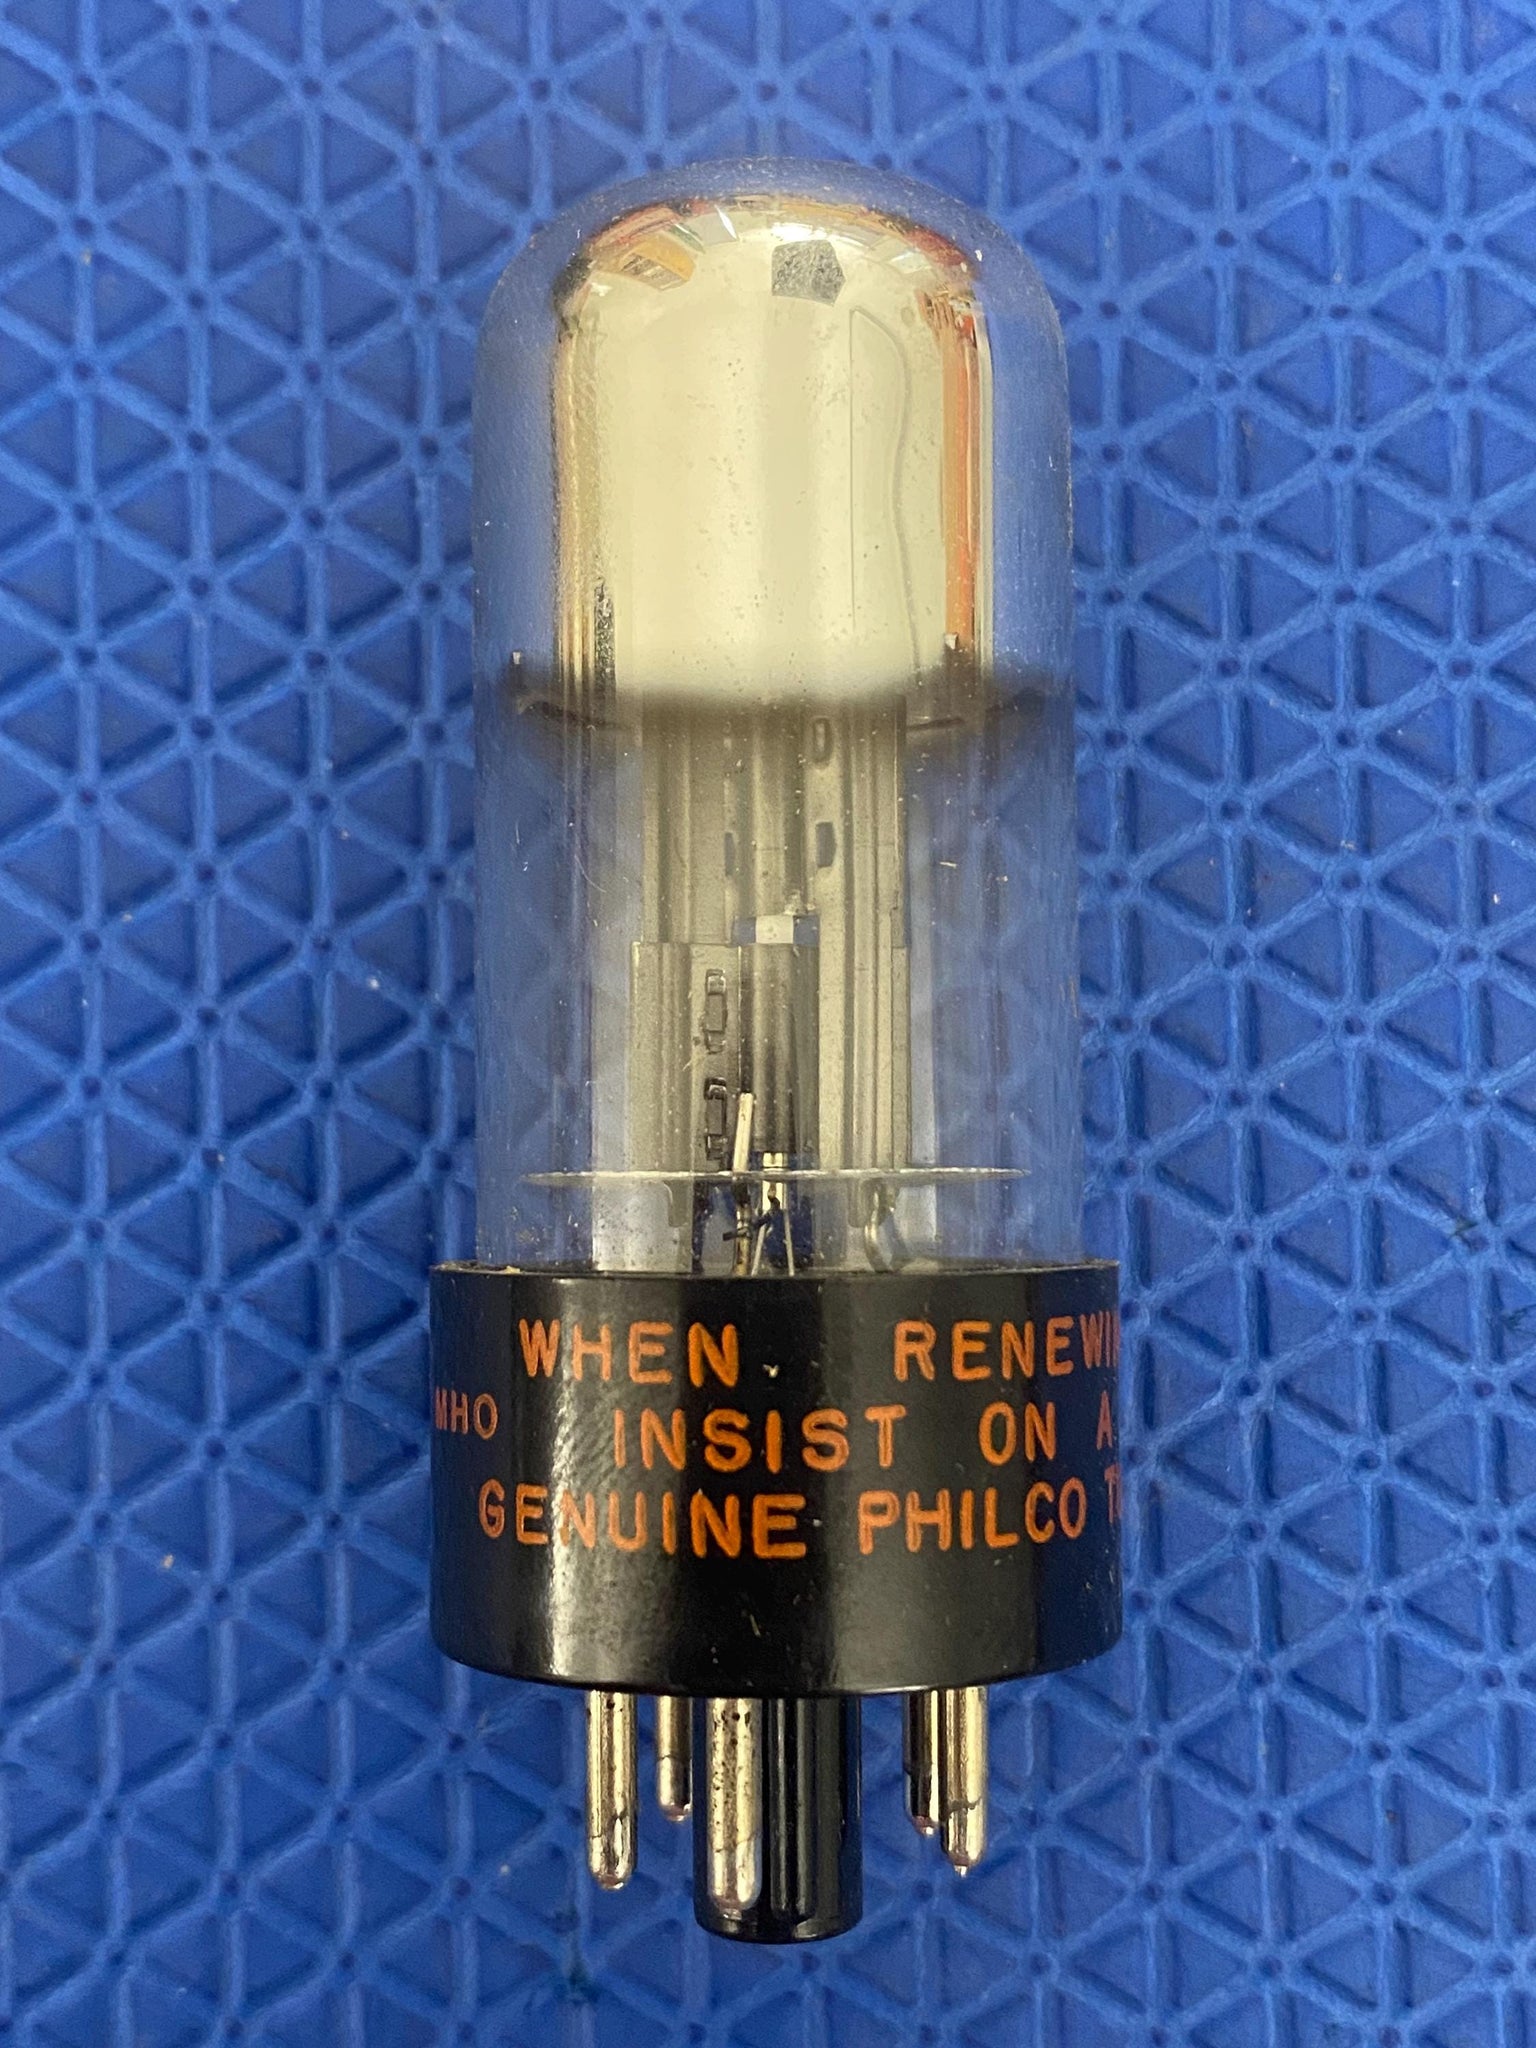 WHEN RENEWIN
MHO INSIST ON A
GENUINE PHILCO T